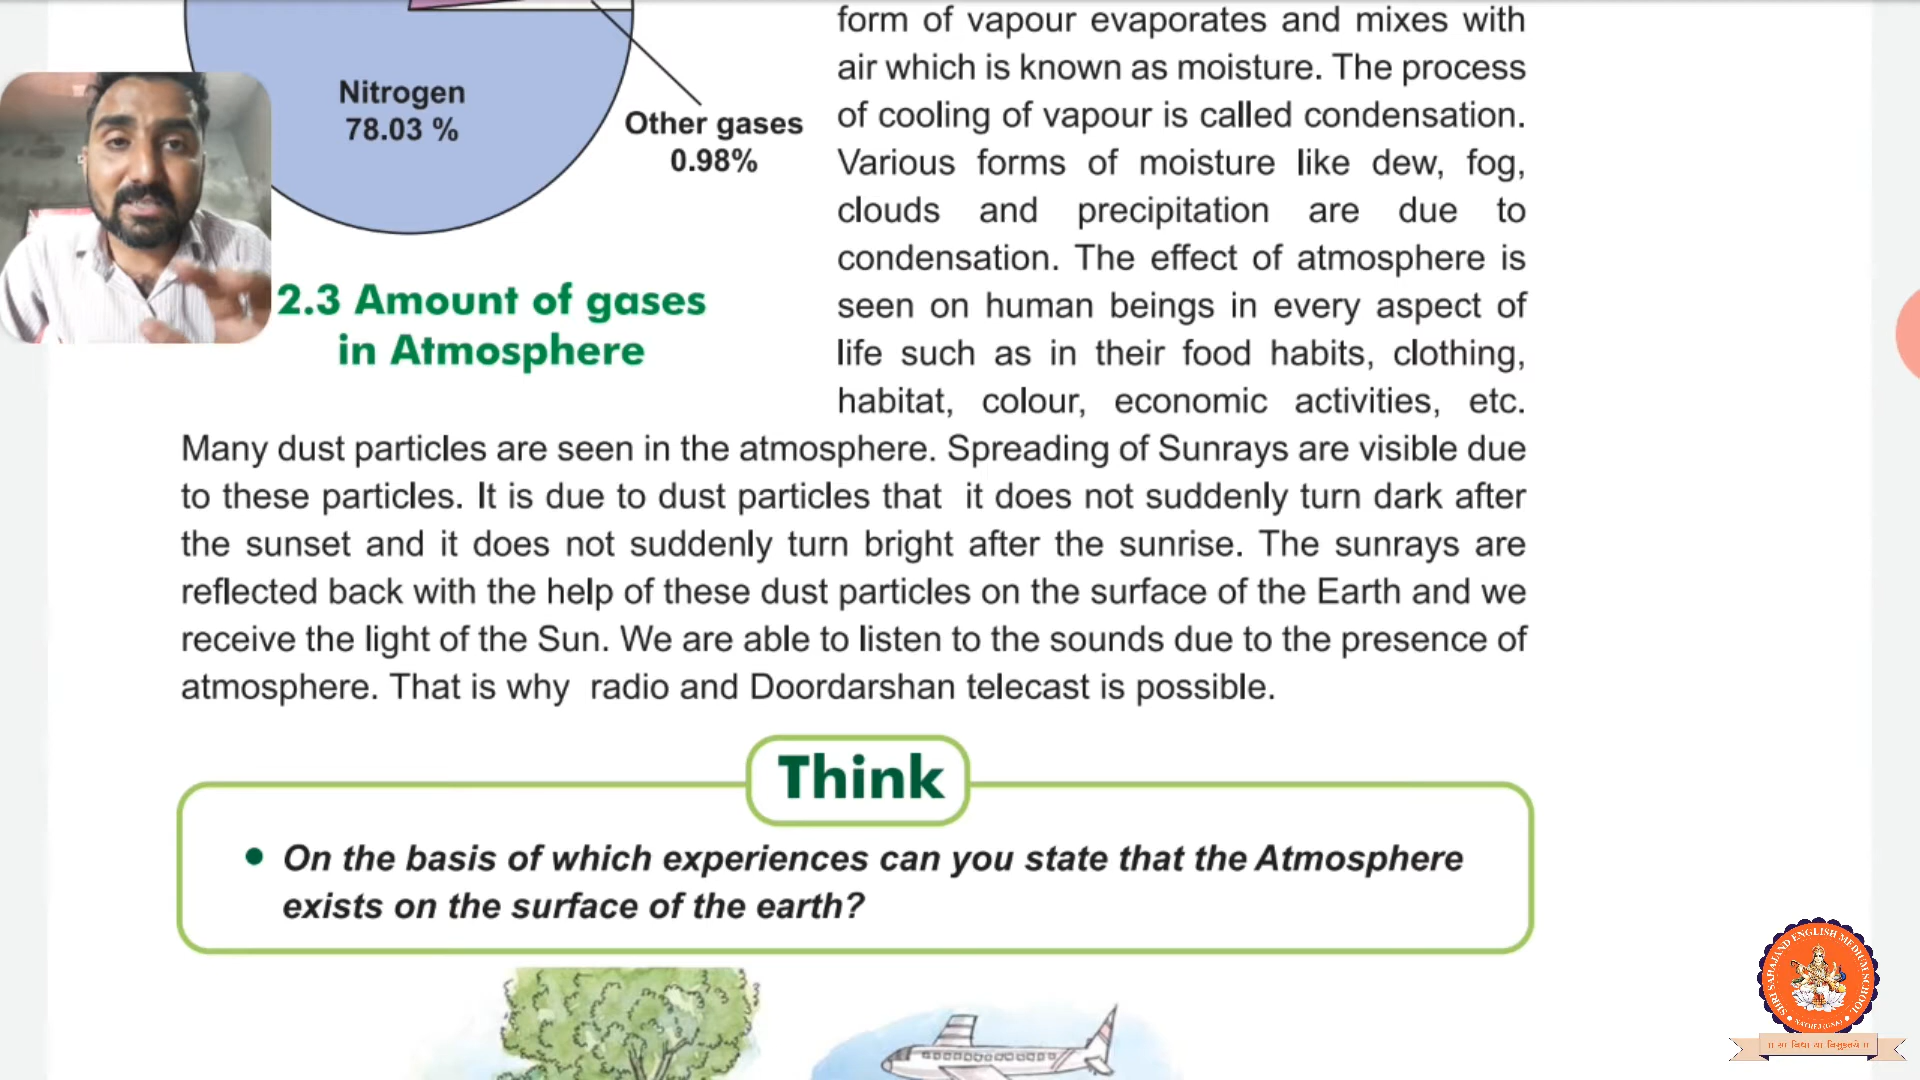 Nitrogen
78.03 %
Other gases
0.98%
2.3 Amount of gases
in Atmosphere
form of vapour evaporates and mixes with
air which is known as moisture. The process
of cooling of vapour is called condensation.
Various forms of moisture like dew, fog,
clouds and precipitation are due to
condensation. The effect of atmosphere is
seen on human beings in every aspect of
life such as in their food habits, clothing,
habitat, colour, economic activities, etc.
Many dust particles are seen in the atmosphere. Spreading of Sunrays are visible due
to these particles. It is due to dust particles that it does not suddenly turn dark after
the sunset and it does not suddenly turn bright after the sunrise. The sunrays are
reflected back with the help of these dust particles on the surface of the Earth and we
receive the light of the Sun. We are able to listen to the sounds due to the presence of
atmosphere. That is why radio and Doordarshan telecast is possible.
Think
• On the basis of which experiences can you state that the Atmosphere
exists on the surface of the earth?
SHRI SAHAJANAND ENGLISH MEDIUM SCHOOL
॥ सा विद्या या विमुक्तये ॥